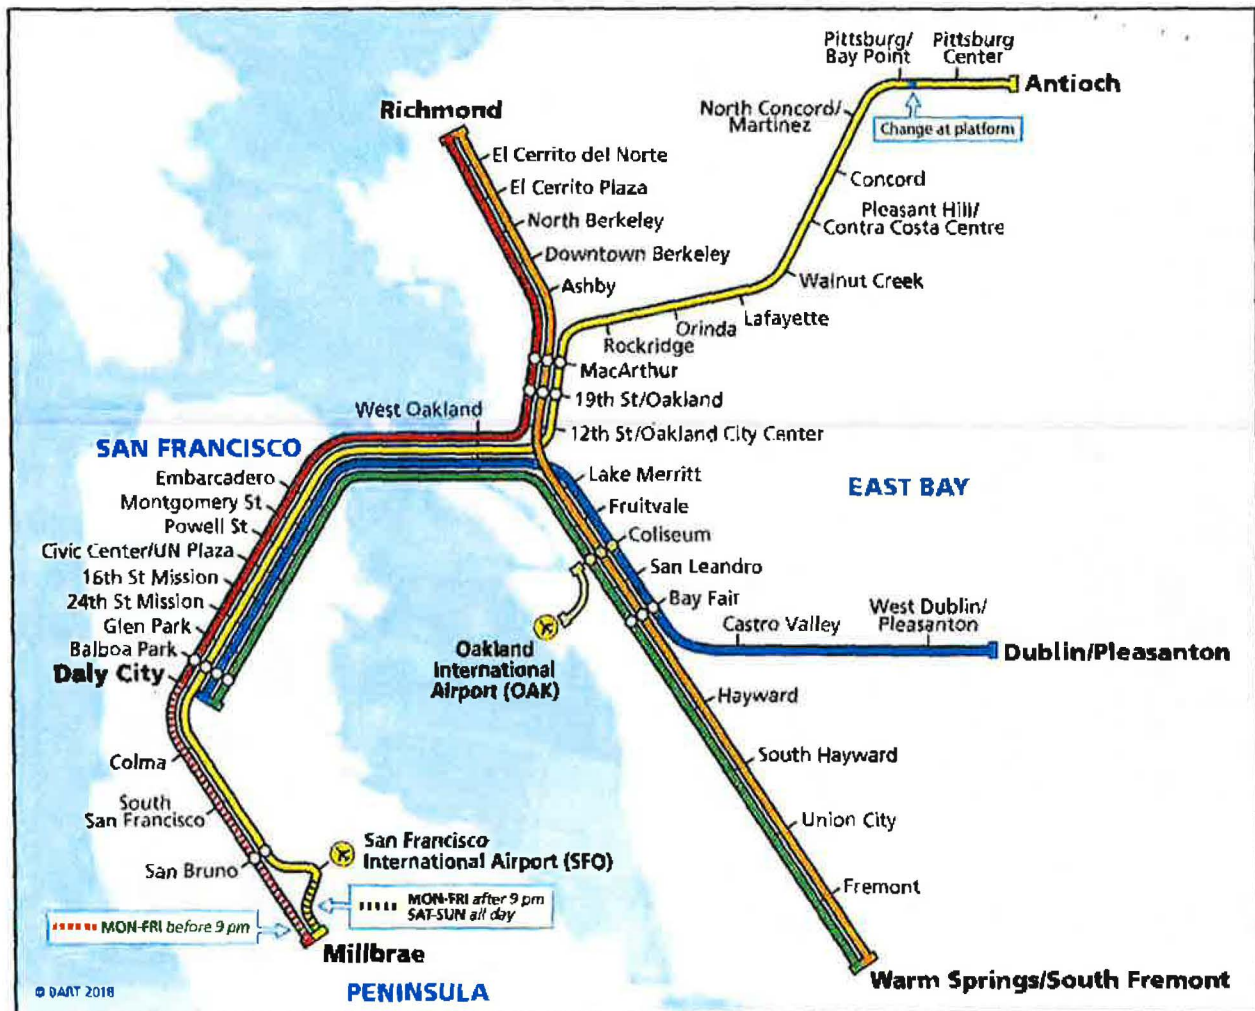 Pittsburg/
Bay Point
Pittsburg
Center
Antioch
Richmond
North Concord/
Martinez
Change at platform
El Cerrito del Norte
El Cerrito Plaza
North Berkeley
Downtown Berkeley
Ashby
Concord
Pleasant Hill/
Contra Costa Centre
Walnut Creek
Lafayette
Orinda
Rockridge
MacArthur
19th St/Oakland
12th St/Oakland City Center
West Oakland
SAN FRANCISCO
Embarcadero
Montgomery St
Powell St
Civic Center/UN Plaza
16th St Mission
24th St Mission
Glen Park
Balboa Park
Daly City
Lake Merritt
Fruitvale
EAST BAY
Coliseum
San Leandro
Bay Fair
Castro Valley
West Dublin/
Pleasanton
Dublin/Pleasanton
Oakland
International
Airport (OAK)
Hayward
South Hayward
Union City
Fremont
Warm Springs/South Fremont
Colma
South
San Francisco
San Bruno
San Francisco
International Airport (SFO)
MON-FRI after 9 pm
SAT-SUN all day
MON-FRI before 9 pm
Millbrae
PENINSULA
© BART 2018